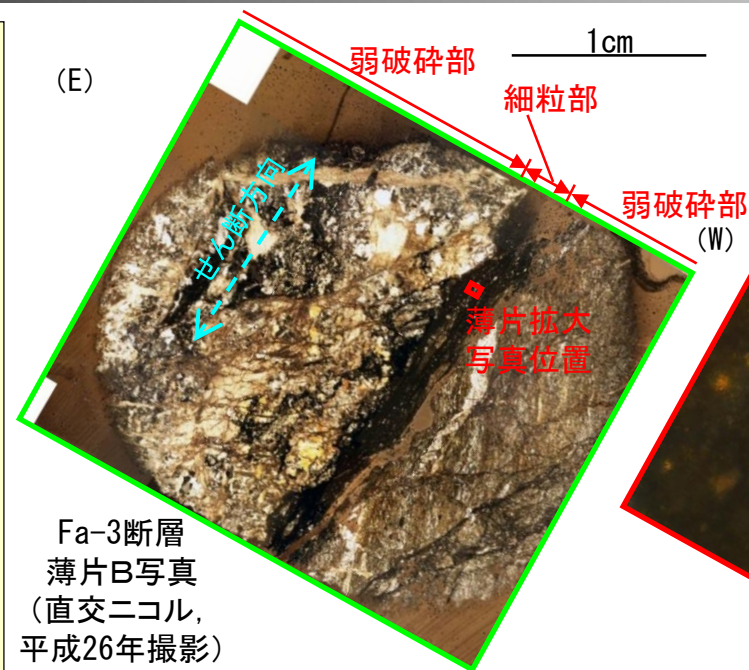 (E)
弱破砕部
1cm
細粒部
弱破砕部
(W)
せん断方向
薄片拡大
写真位置
Fa-3断層
薄片B写真
(直交ニコル,
平成26年撮影)